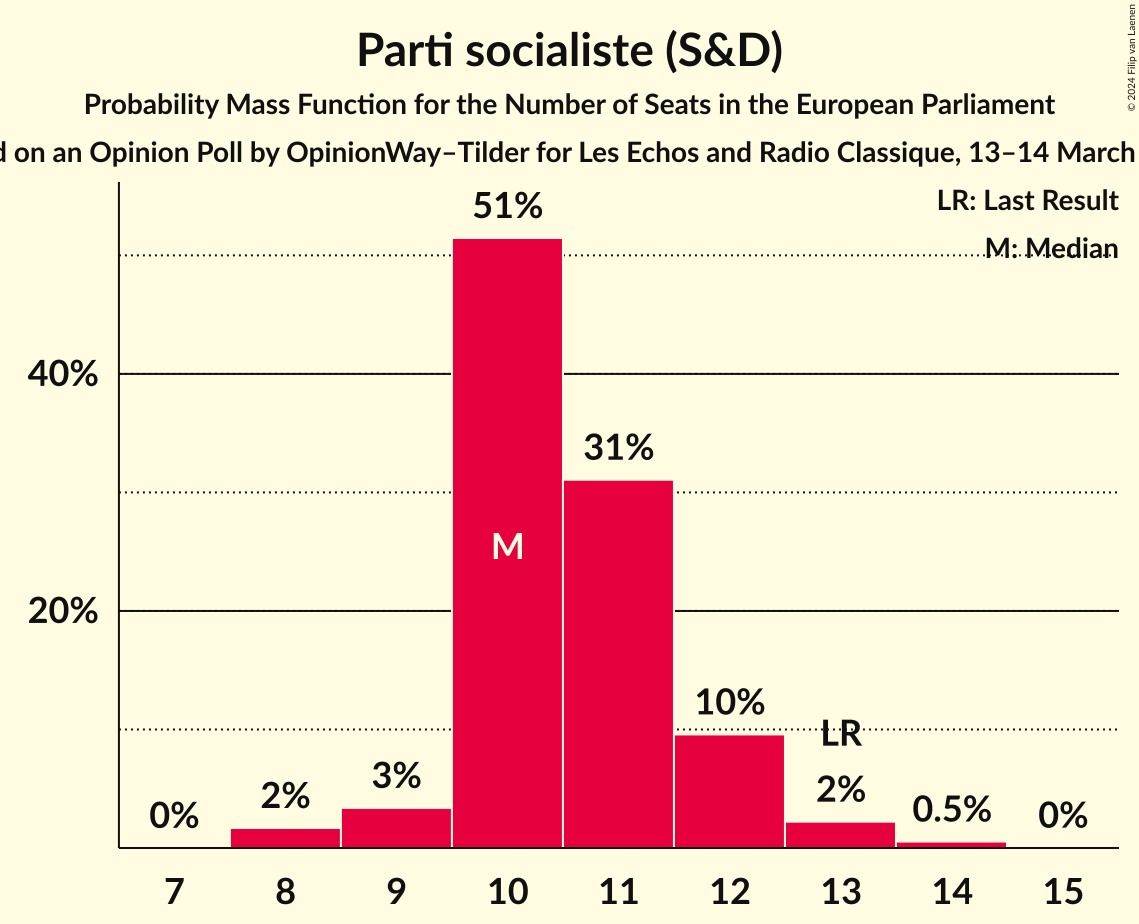 Parti socialiste (S&D)
Probability Mass Function for the Number of Seats in the European Parliament
on an Opinion Poll by OpinionWay–Tilder for Les Echos and Radio Classique, 13–14 March
© 2024 Filip van Laenen
LR: Last Result
M: Median
51%
40%
31%
M
20%
10%
LR
3%
2%
2%
0.5%
0%
0%
7 8 9 10 11 12 13 14 15